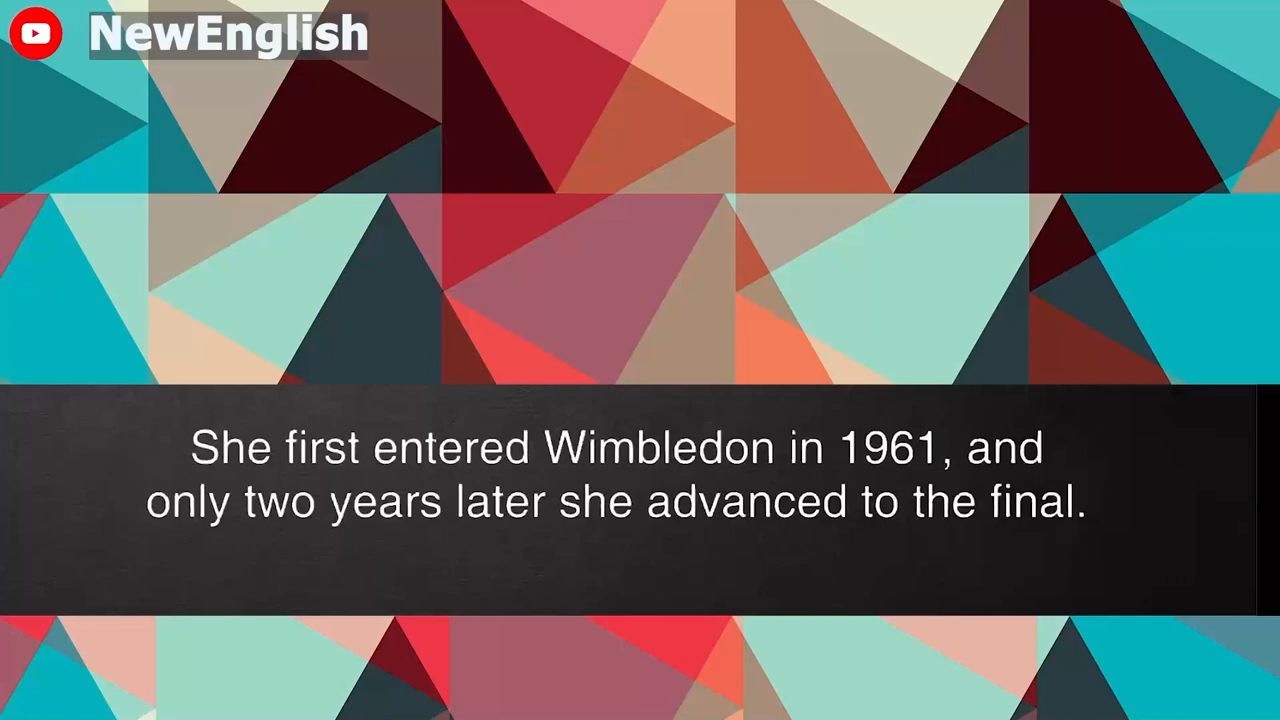 NewEnglish
She first entered Wimbledon in 1961, and
only two years later she advanced to the final.